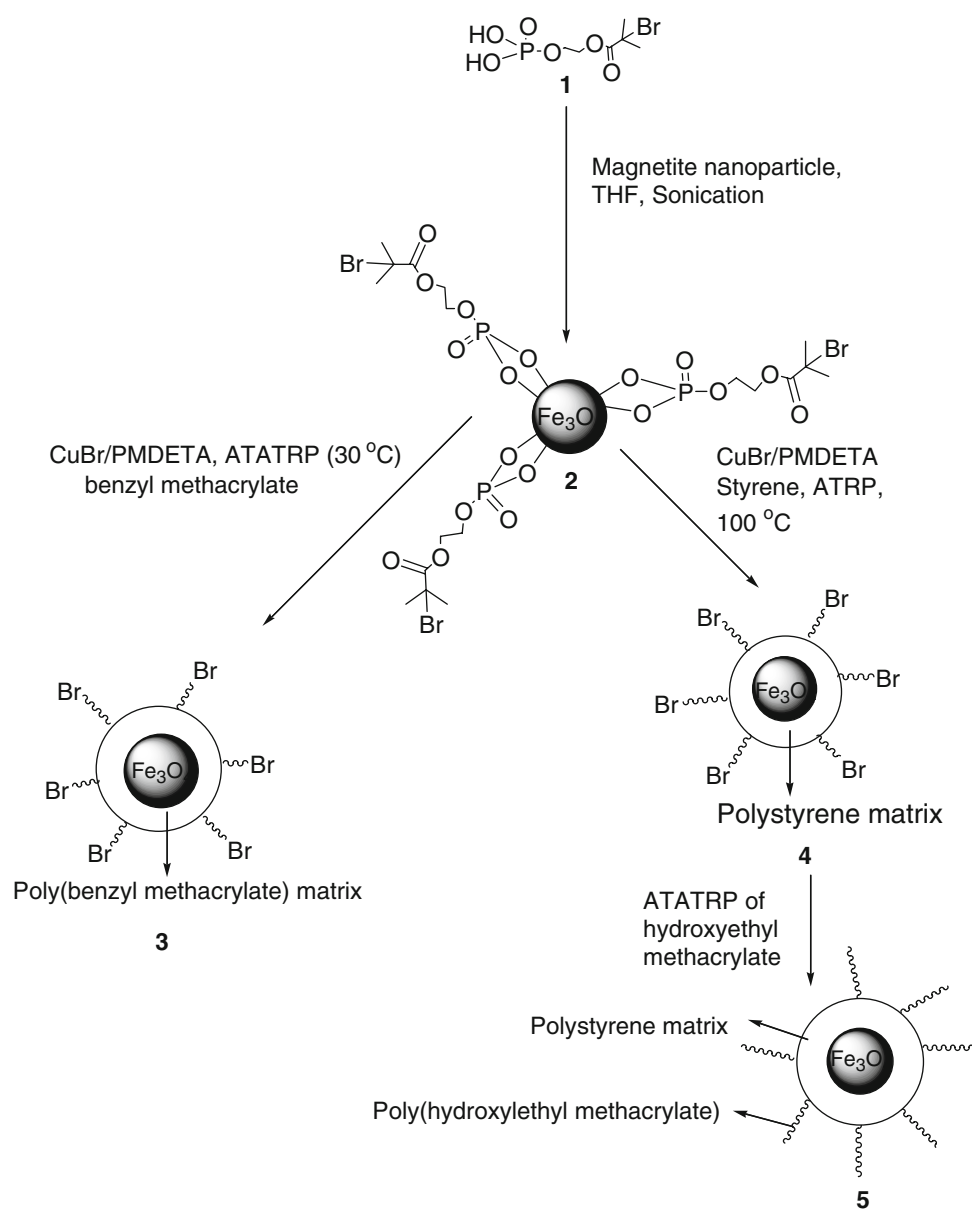 HO
HO
O
P
O
O
O
Br
1
Magnetite nanoparticle,
THF, Sonication
Br
O
O
O
P
O
O
O
Fe3O
2
O
O
P
O
O
O
O
Br
O
O
P
O
O
O
O
Br
CuBr/PMDETA, ATATRP (30 °C)
benzyl methacrylate
CuBr/PMDETA
Styrene, ATRP,
100 °C
Br
Br
Br
Br
Br
Br
Fe3O
Poly(benzyl methacrylate) matrix
3
Br
Br
Br
Br
Br
Br
Fe3O
Polystyrene matrix
4
ATATRP of
hydroxyethyl
methacrylate
Polystyrene matrix
Fe3O
Poly(hydroxylethyl methacrylate)
5